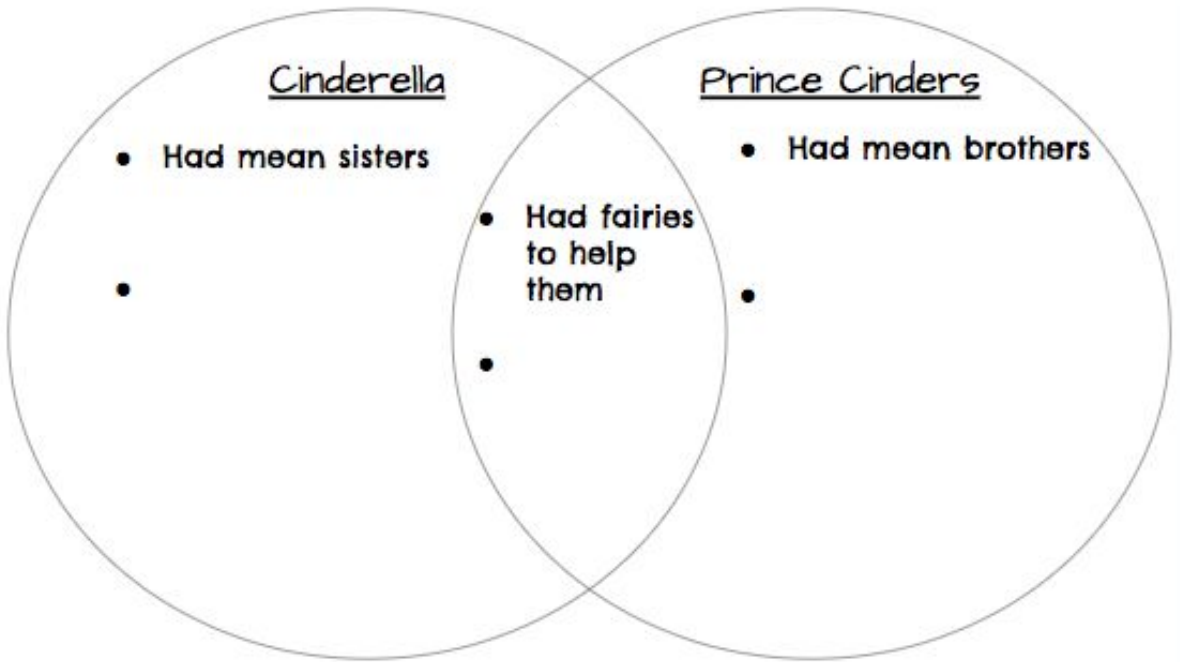 Cinderella
• Had mean sisters
•
Had fairies
to help
them
•
Prince Cinders
• Had mean brothers
•